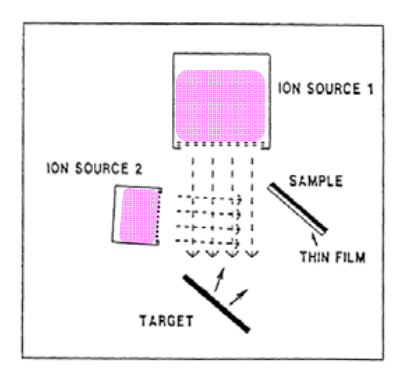 ION SOURCE 1
ION SOURCE 2
SAMPLE
THIN FILM
TARGET